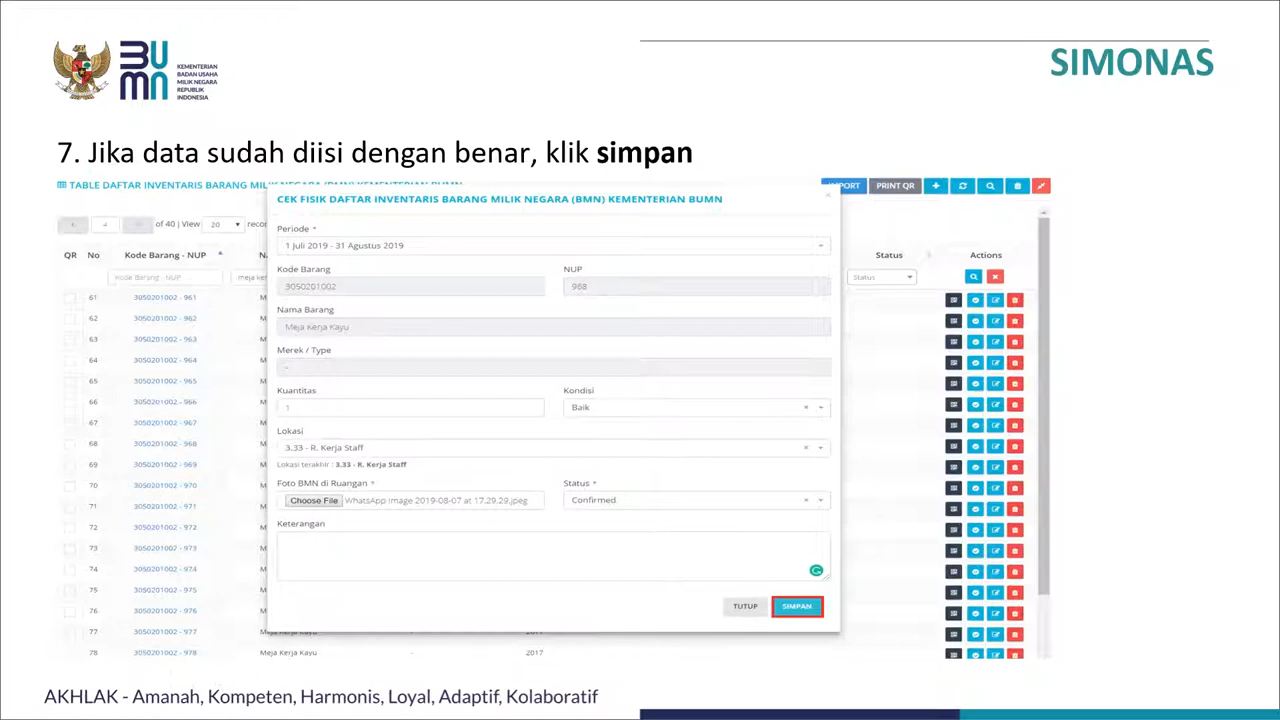 BUMN
KEMENTERIAN
BADAN USAHA
MILIK NEGARA
REPUBLIK
INDONESIA
SIMONAS
7. Jika data sudah diisi dengan benar, klik simpan
TABLE DAFTAR INVENTARIS BARANG MILIK NEGARA (BMN) KEMENTERIAN BUMN
PRINT QR
CEK FISIK DAFTAR INVENTARIS BARANG MILIK NEGARA (BMN) KEMENTERIAN BUMN
×
4 of 40 | View 20
Periode *
1 Juli 2019 - 31 Agustus 2019
QR No Kode Barang - NUP Status Actions
Kode Barang - NUP Status
Kode Barang NUP
3050201002 968
Nama Barang
Meja Kerja Kayu
Merek / Type
-
Kuantitas Kondisi
1 Baik
Lokasi
3.33 - R. Kerja Staff
Lokasi terakhir : 3.33 - R. Kerja Staff
Foto BMN di Ruangan * Status *
Choose File WhatsApp Image 2019-08-07 at 17.29.29.jpeg Confirmed
Keterangan
TUTUP SIMPAN
61 3050201002 - 961
62 3050201002 - 962
63 3050201002 - 963
64 3050201002 - 964
65 3050201002 - 965
66 3050201002 - 966
67 3050201002 - 967
68 3050201002 - 968
69 3050201002 - 969
70 3050201002 - 970
71 3050201002 - 971
72 3050201002 - 972
73 3050201002 - 973
74 3050201002 - 974
75 3050201002 - 975
76 3050201002 - 976
77 3050201002 - 977 Meja Kerja Kayu - 2017
78 3050201002 - 978 Meja Kerja Kayu - 2017
AKHLAK - Amanah, Kompeten, Harmonis, Loyal, Adaptif, Kolaboratif